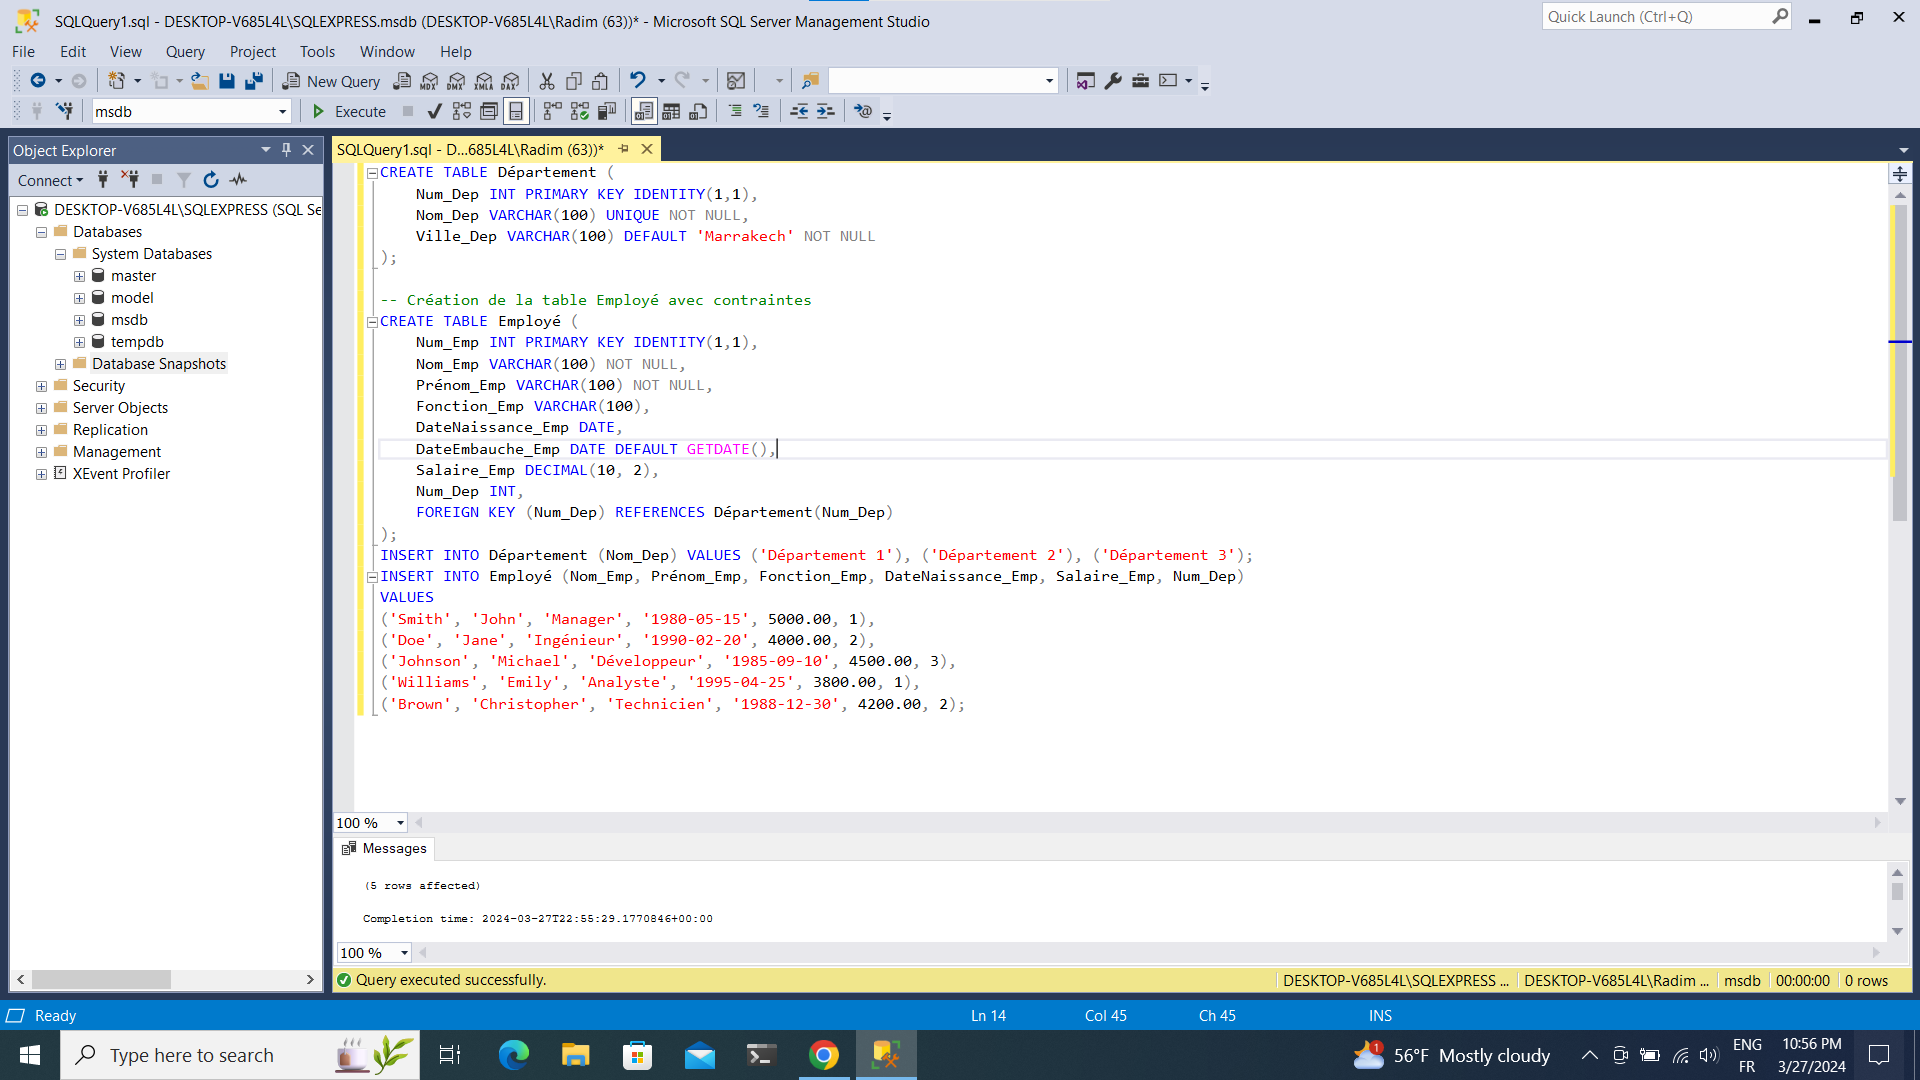 SQLQuery1.sql - DESKTOP-V685L4L\SQLEXPRESS.msdb (DESKTOP-V685L4L\Radim (63))* - Microsoft SQL Server Management Studio
Quick Launch (Ctrl+Q)
File Edit View Query Project Tools Window Help
New Query MDX DMX XMLA DAX
msdb Execute
Object Explorer
Connect
DESKTOP-V685L4L\SQLEXPRESS (SQL Se
Databases
System Databases
master
model
msdb
tempdb
Database Snapshots
Security
Server Objects
Replication
Management
XEvent Profiler
SQLQuery1.sql - D...685L4L\Radim (63))*
CREATE TABLE Département (
Num_Dep INT PRIMARY KEY IDENTITY(1,1),
Nom_Dep VARCHAR(100) UNIQUE NOT NULL,
Ville_Dep VARCHAR(100) DEFAULT 'Marrakech' NOT NULL
);
-- Création de la table Employé avec contraintes
CREATE TABLE Employé (
Num_Emp INT PRIMARY KEY IDENTITY(1,1),
Nom_Emp VARCHAR(100) NOT NULL,
Prénom_Emp VARCHAR(100) NOT NULL,
Fonction_Emp VARCHAR(100),
DateNaissance_Emp DATE,
DateEmbauche_Emp DATE DEFAULT GETDATE(),
Salaire_Emp DECIMAL(10, 2),
Num_Dep INT,
FOREIGN KEY (Num_Dep) REFERENCES Département(Num_Dep)
);
INSERT INTO Département (Nom_Dep) VALUES ('Département 1'), ('Département 2'), ('Département 3');
INSERT INTO Employé (Nom_Emp, Prénom_Emp, Fonction_Emp, DateNaissance_Emp, Salaire_Emp, Num_Dep)
VALUES
('Smith', 'John', 'Manager', '1980-05-15', 5000.00, 1),
('Doe', 'Jane', 'Ingénieur', '1990-02-20', 4000.00, 2),
('Johnson', 'Michael', 'Développeur', '1985-09-10', 4500.00, 3),
('Williams', 'Emily', 'Analyste', '1995-04-25', 3800.00, 1),
('Brown', 'Christopher', 'Technicien', '1988-12-30', 4200.00, 2);
100 %
Messages
(5 rows affected)
Completion time: 2024-03-27T22:55:29.1770846+00:00
100 %
Query executed successfully. DESKTOP-V685L4L\SQLEXPRESS ... DESKTOP-V685L4L\Radim ... msdb 00:00:00 0 rows
Ready Ln 14 Col 45 Ch 45 INS
Type here to search
1
56°F Mostly cloudy
ENG
FR
10:56 PM
3/27/2024